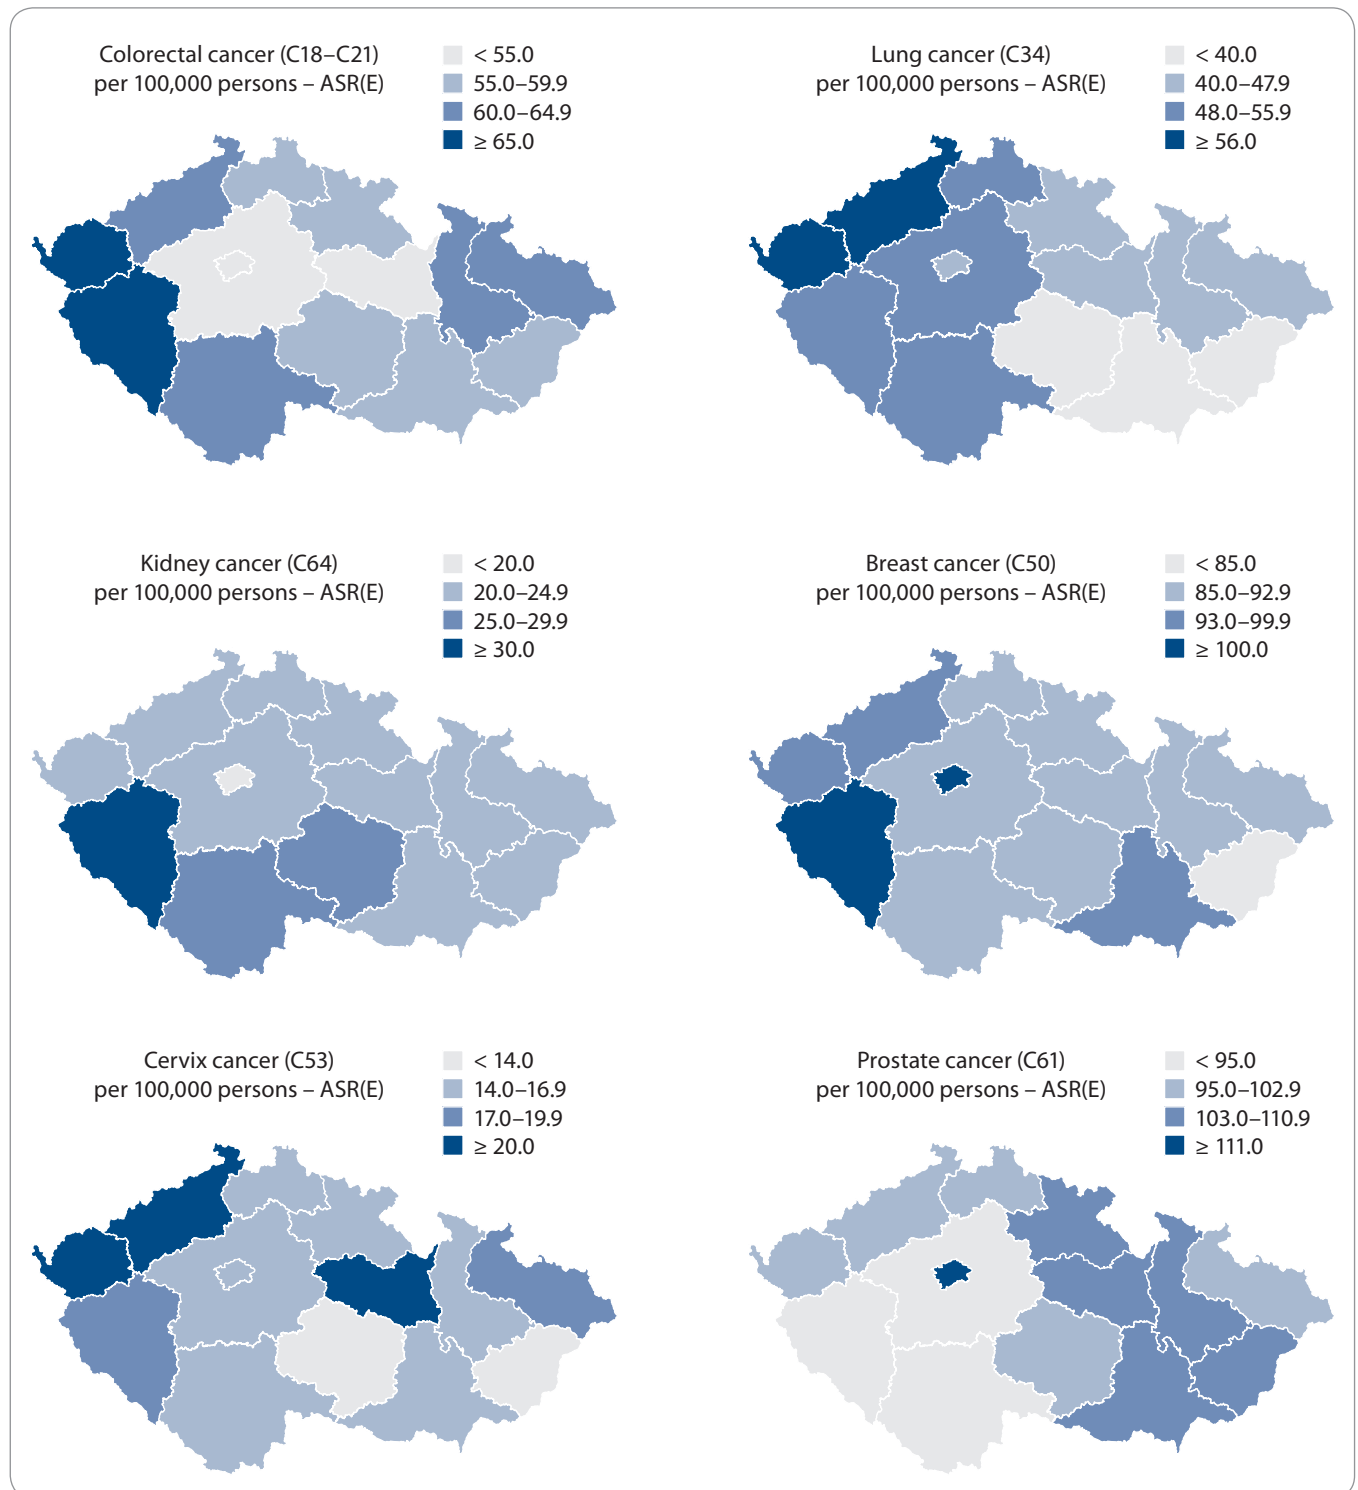 Colorectal cancer (C18–C21)
per 100,000 persons – ASR(E)
< 55.0
55.0–59.9
60.0–64.9
≥ 65.0
Lung cancer (C34)
per 100,000 persons – ASR(E)
< 40.0
40.0–47.9
48.0–55.9
≥ 56.0
Kidney cancer (C64)
per 100,000 persons – ASR(E)
< 20.0
20.0–24.9
25.0–29.9
≥ 30.0
Breast cancer (C50)
per 100,000 persons – ASR(E)
< 85.0
85.0–92.9
93.0–99.9
≥ 100.0
Cervix cancer (C53)
per 100,000 persons – ASR(E)
< 14.0
14.0–16.9
17.0–19.9
≥ 20.0
Prostate cancer (C61)
per 100,000 persons – ASR(E)
< 95.0
95.0–102.9
103.0–110.9
≥ 111.0